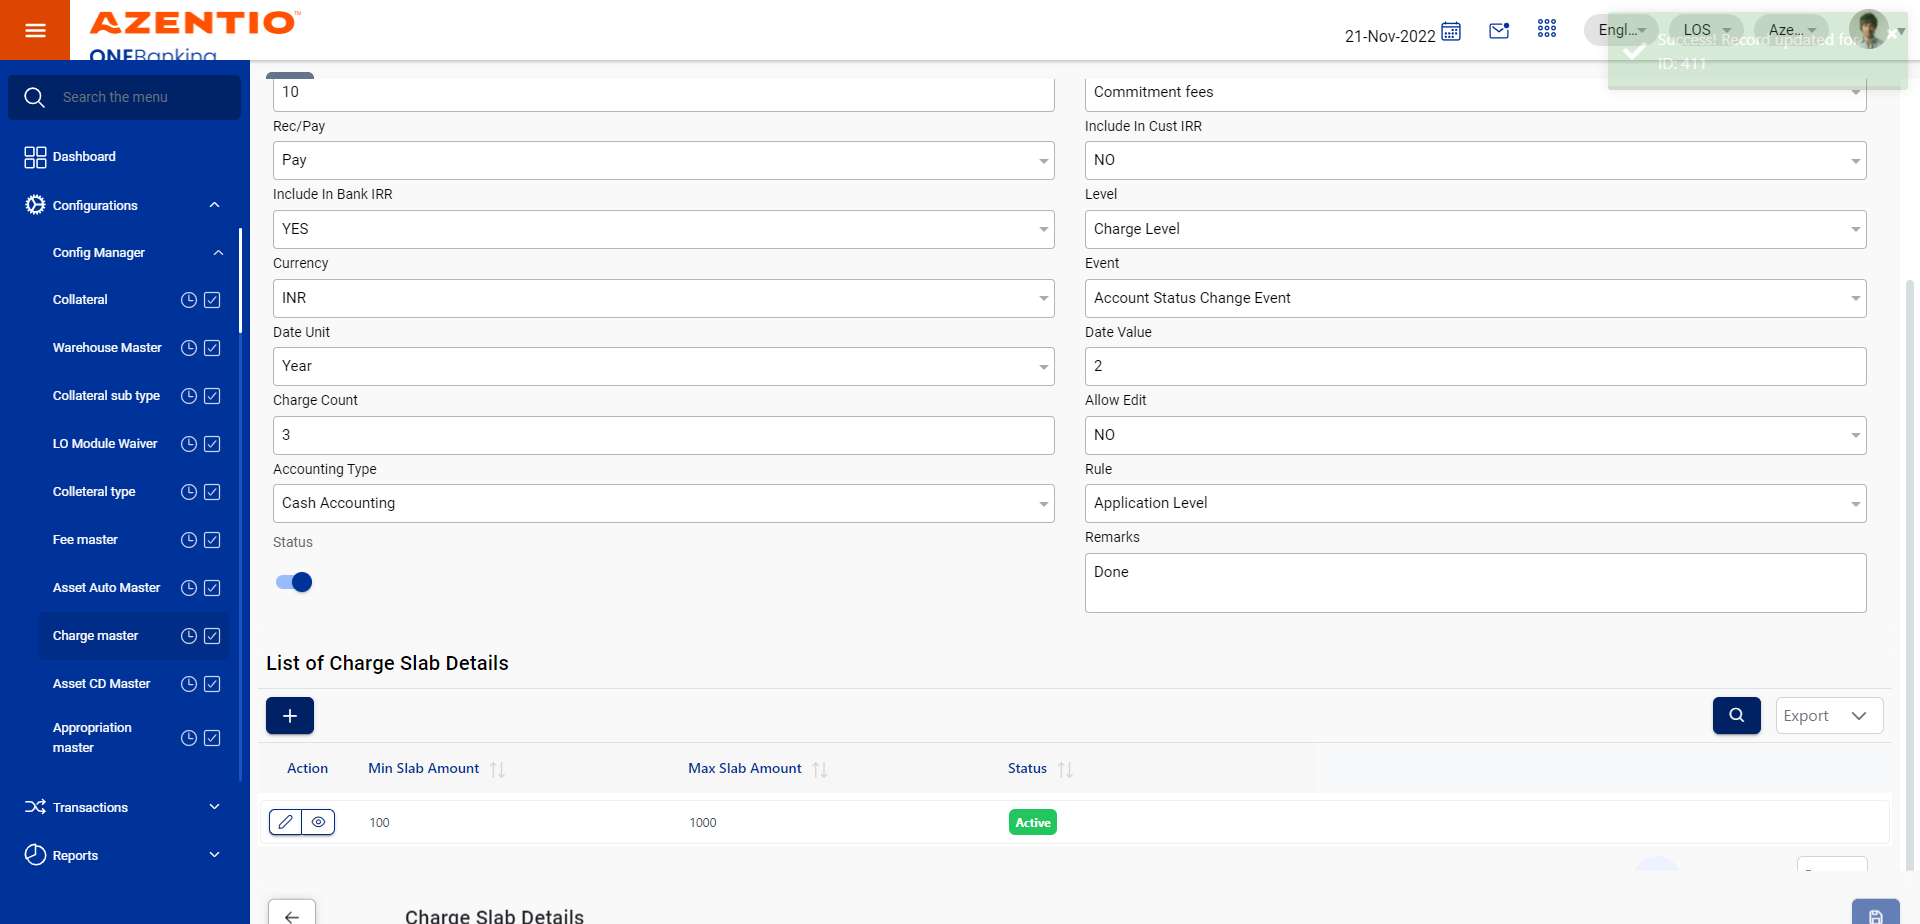 AZENTIO™
ONEBanking
21-Nov-2022
Engl...
LOS
Aze...
Success! Record updated for
ID: 411
Search the menu
Dashboard
Configurations
Config Manager
Collateral
Warehouse Master
Collateral sub type
LO Module Waiver
Colleteral type
Fee master
Asset Auto Master
Charge master
Asset CD Master
Appropriation
master
Transactions
Reports
10
Commitment fees
Rec/Pay
Include In Cust IRR
Pay
NO
Include In Bank IRR
Level
YES
Charge Level
Currency
Event
INR
Account Status Change Event
Date Unit
Date Value
Year
2
Charge Count
Allow Edit
3
NO
Accounting Type
Rule
Cash Accounting
Application Level
Status
Remarks
Done
List of Charge Slab Details
Export
Action
Min Slab Amount
Max Slab Amount
Status
100
1000
Active
Charge Slab Details